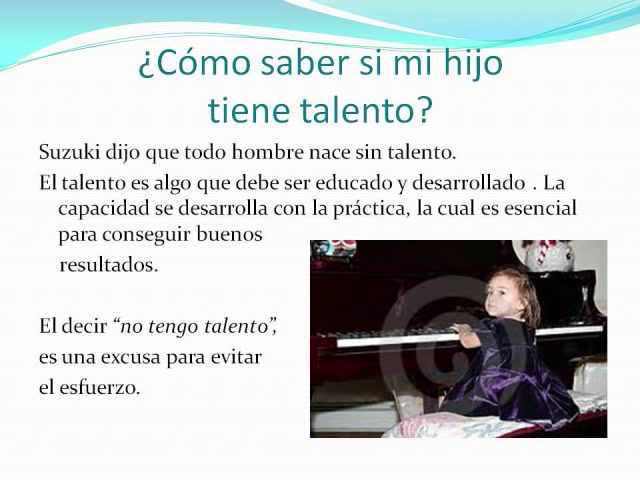 ¿Cómo saber si mi hijo
tiene talento?
Suzuki dijo que todo hombre nace sin talento.
El talento es algo que debe ser educado y desarrollado . La
capacidad se desarrolla con la práctica, la cual es esencial
para conseguir buenos
resultados.
El decir “no tengo talento”,
es una excusa para evitar
el esfuerzo.